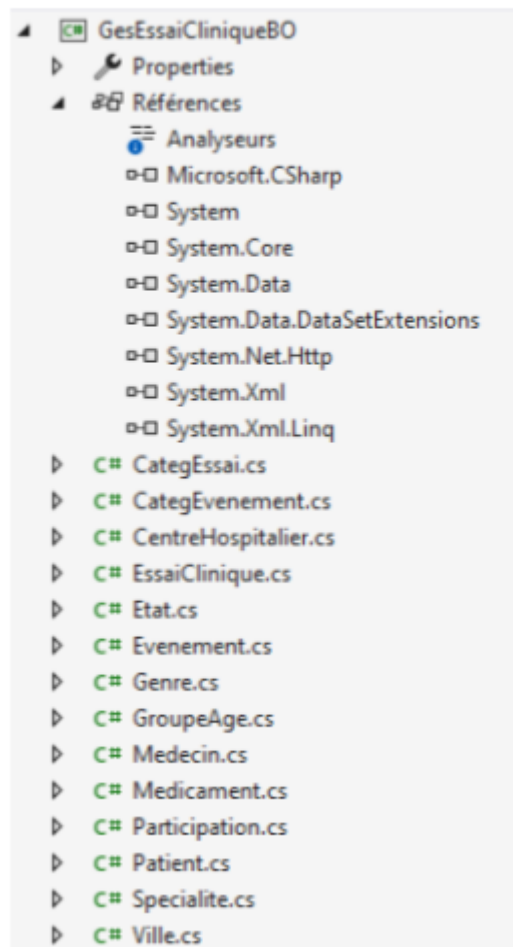 GesEssaiCliniqueBO
Properties
Références
Analyseurs
Microsoft.CSharp
System
System.Core
System.Data
System.Data.DataSetExtensions
System.Net.Http
System.Xml
System.Xml.Linq
C# CategEssai.cs
C# CategEvenement.cs
C# CentreHospitalier.cs
C# EssaiClinique.cs
C# Etat.cs
C# Evenement.cs
C# Genre.cs
C# GroupeAge.cs
C# Medecin.cs
C# Medicament.cs
C# Participation.cs
C# Patient.cs
C# Specialite.cs
C# Ville.cs